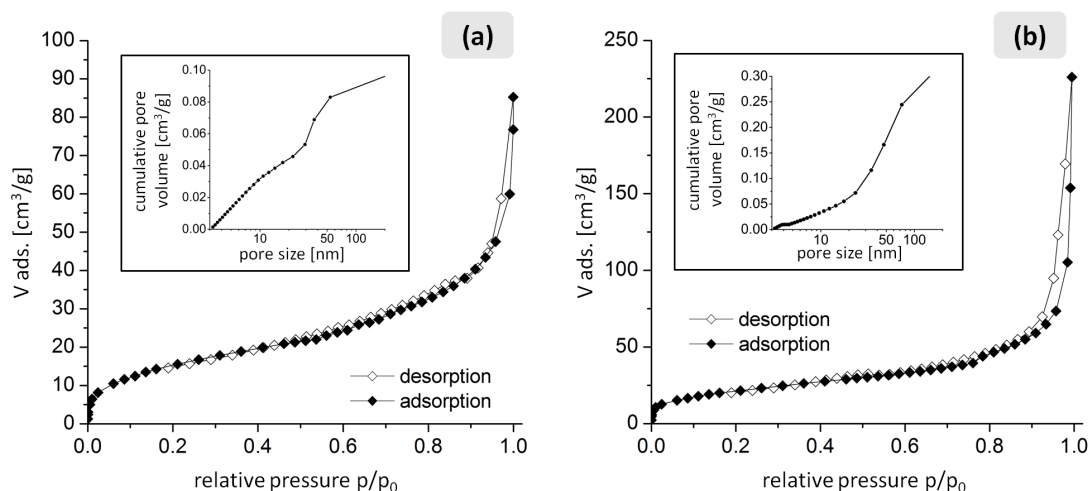 (a)
100
90
80
70
60
50
40
30
20
10
0
V ads. [cm³/g]
0.0 0.2 0.4 0.6 0.8 1.0
relative pressure p/p₀
desorption
adsorption
cumulative pore
volume [cm³/g]
0.10
0.08
0.06
0.04
0.02
0.00
10 50 100
pore size [nm]
(b)
250
200
150
100
50
0
V ads. [cm³/g]
0.0 0.2 0.4 0.6 0.8 1.0
relative pressure p/p₀
desorption
adsorption
cumulative pore
volume [cm³/g]
0.30
0.25
0.20
0.15
0.10
0.05
0.00
10 50 100
pore size [nm]